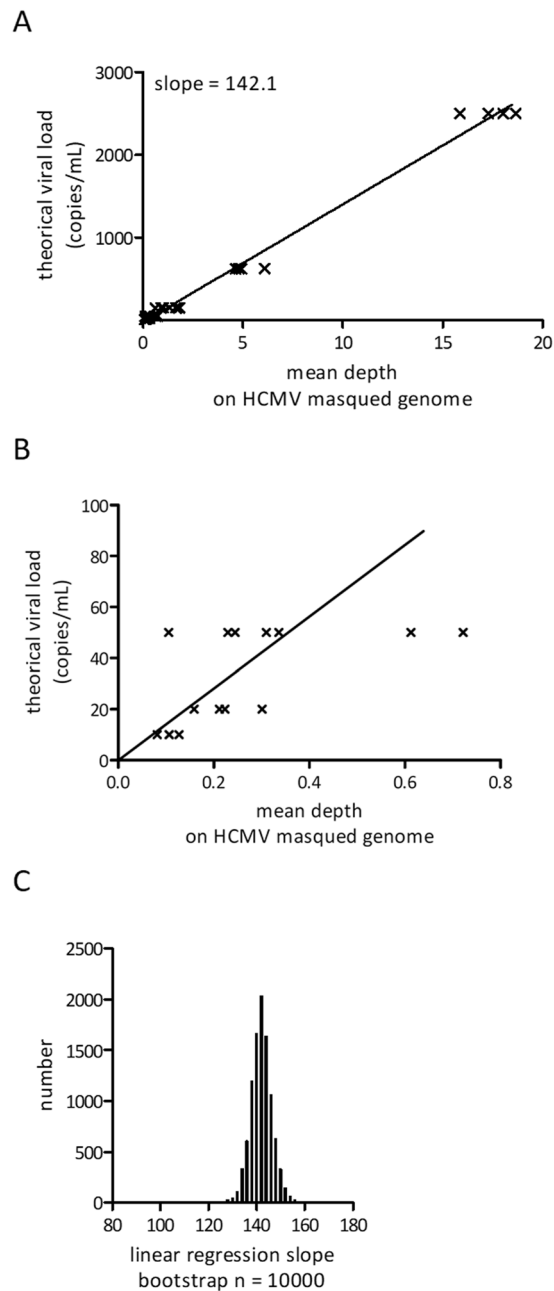 A
slope = 142.1
theorical viral load
(copies/mL)
3000
2000
1000
0
5
10
15
20
mean depth
on HCMV masqued genome
B
theorical viral load
(copies/mL)
100
80
60
40
20
0
0.0
0.2
0.4
0.6
0.8
mean depth
on HCMV masqued genome
C
number
2500
2000
1500
1000
500
0
80
100
120
140
160
180
linear regression slope
bootstrap n = 10000